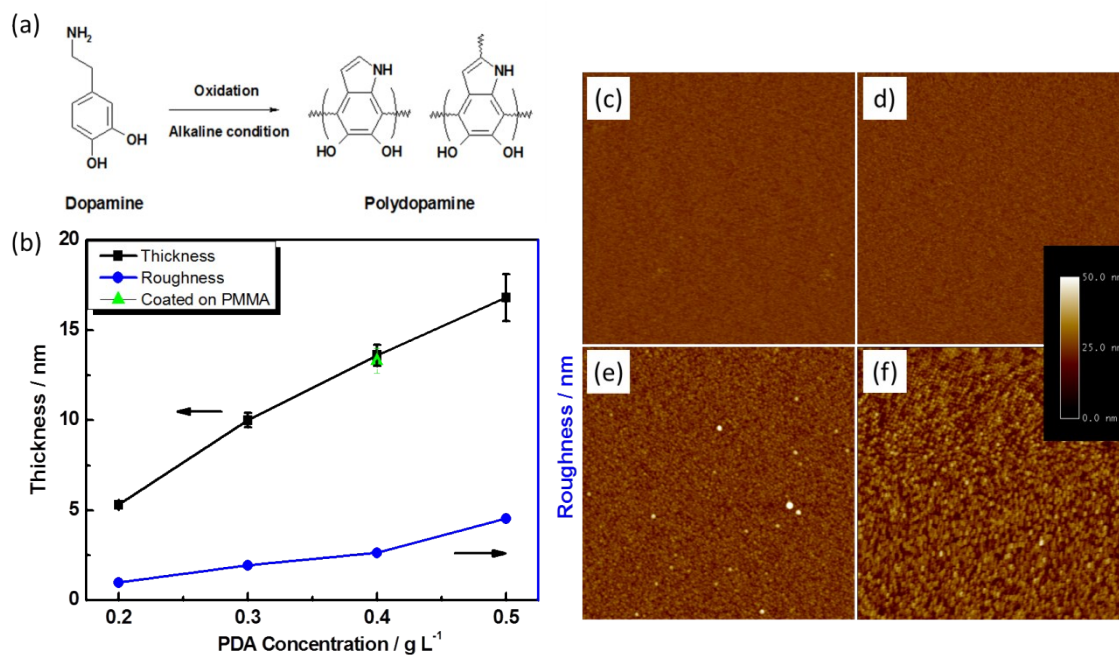 (a)
NH2
OH
OH
Dopamine
Oxidation
Alkaline condition
NH
HO
OH
NH
HO
OH
Polydopamine
(b)
Thickness
Roughness
Coated on PMMA
20
15
10
5
0
Thickness / nm
0.2
0.3
0.4
0.5
PDA Concentration / g L-1
Roughness / nm
(c)
d)
(e)
(f)
50.0 nm
25.0 nm
0.0 nm